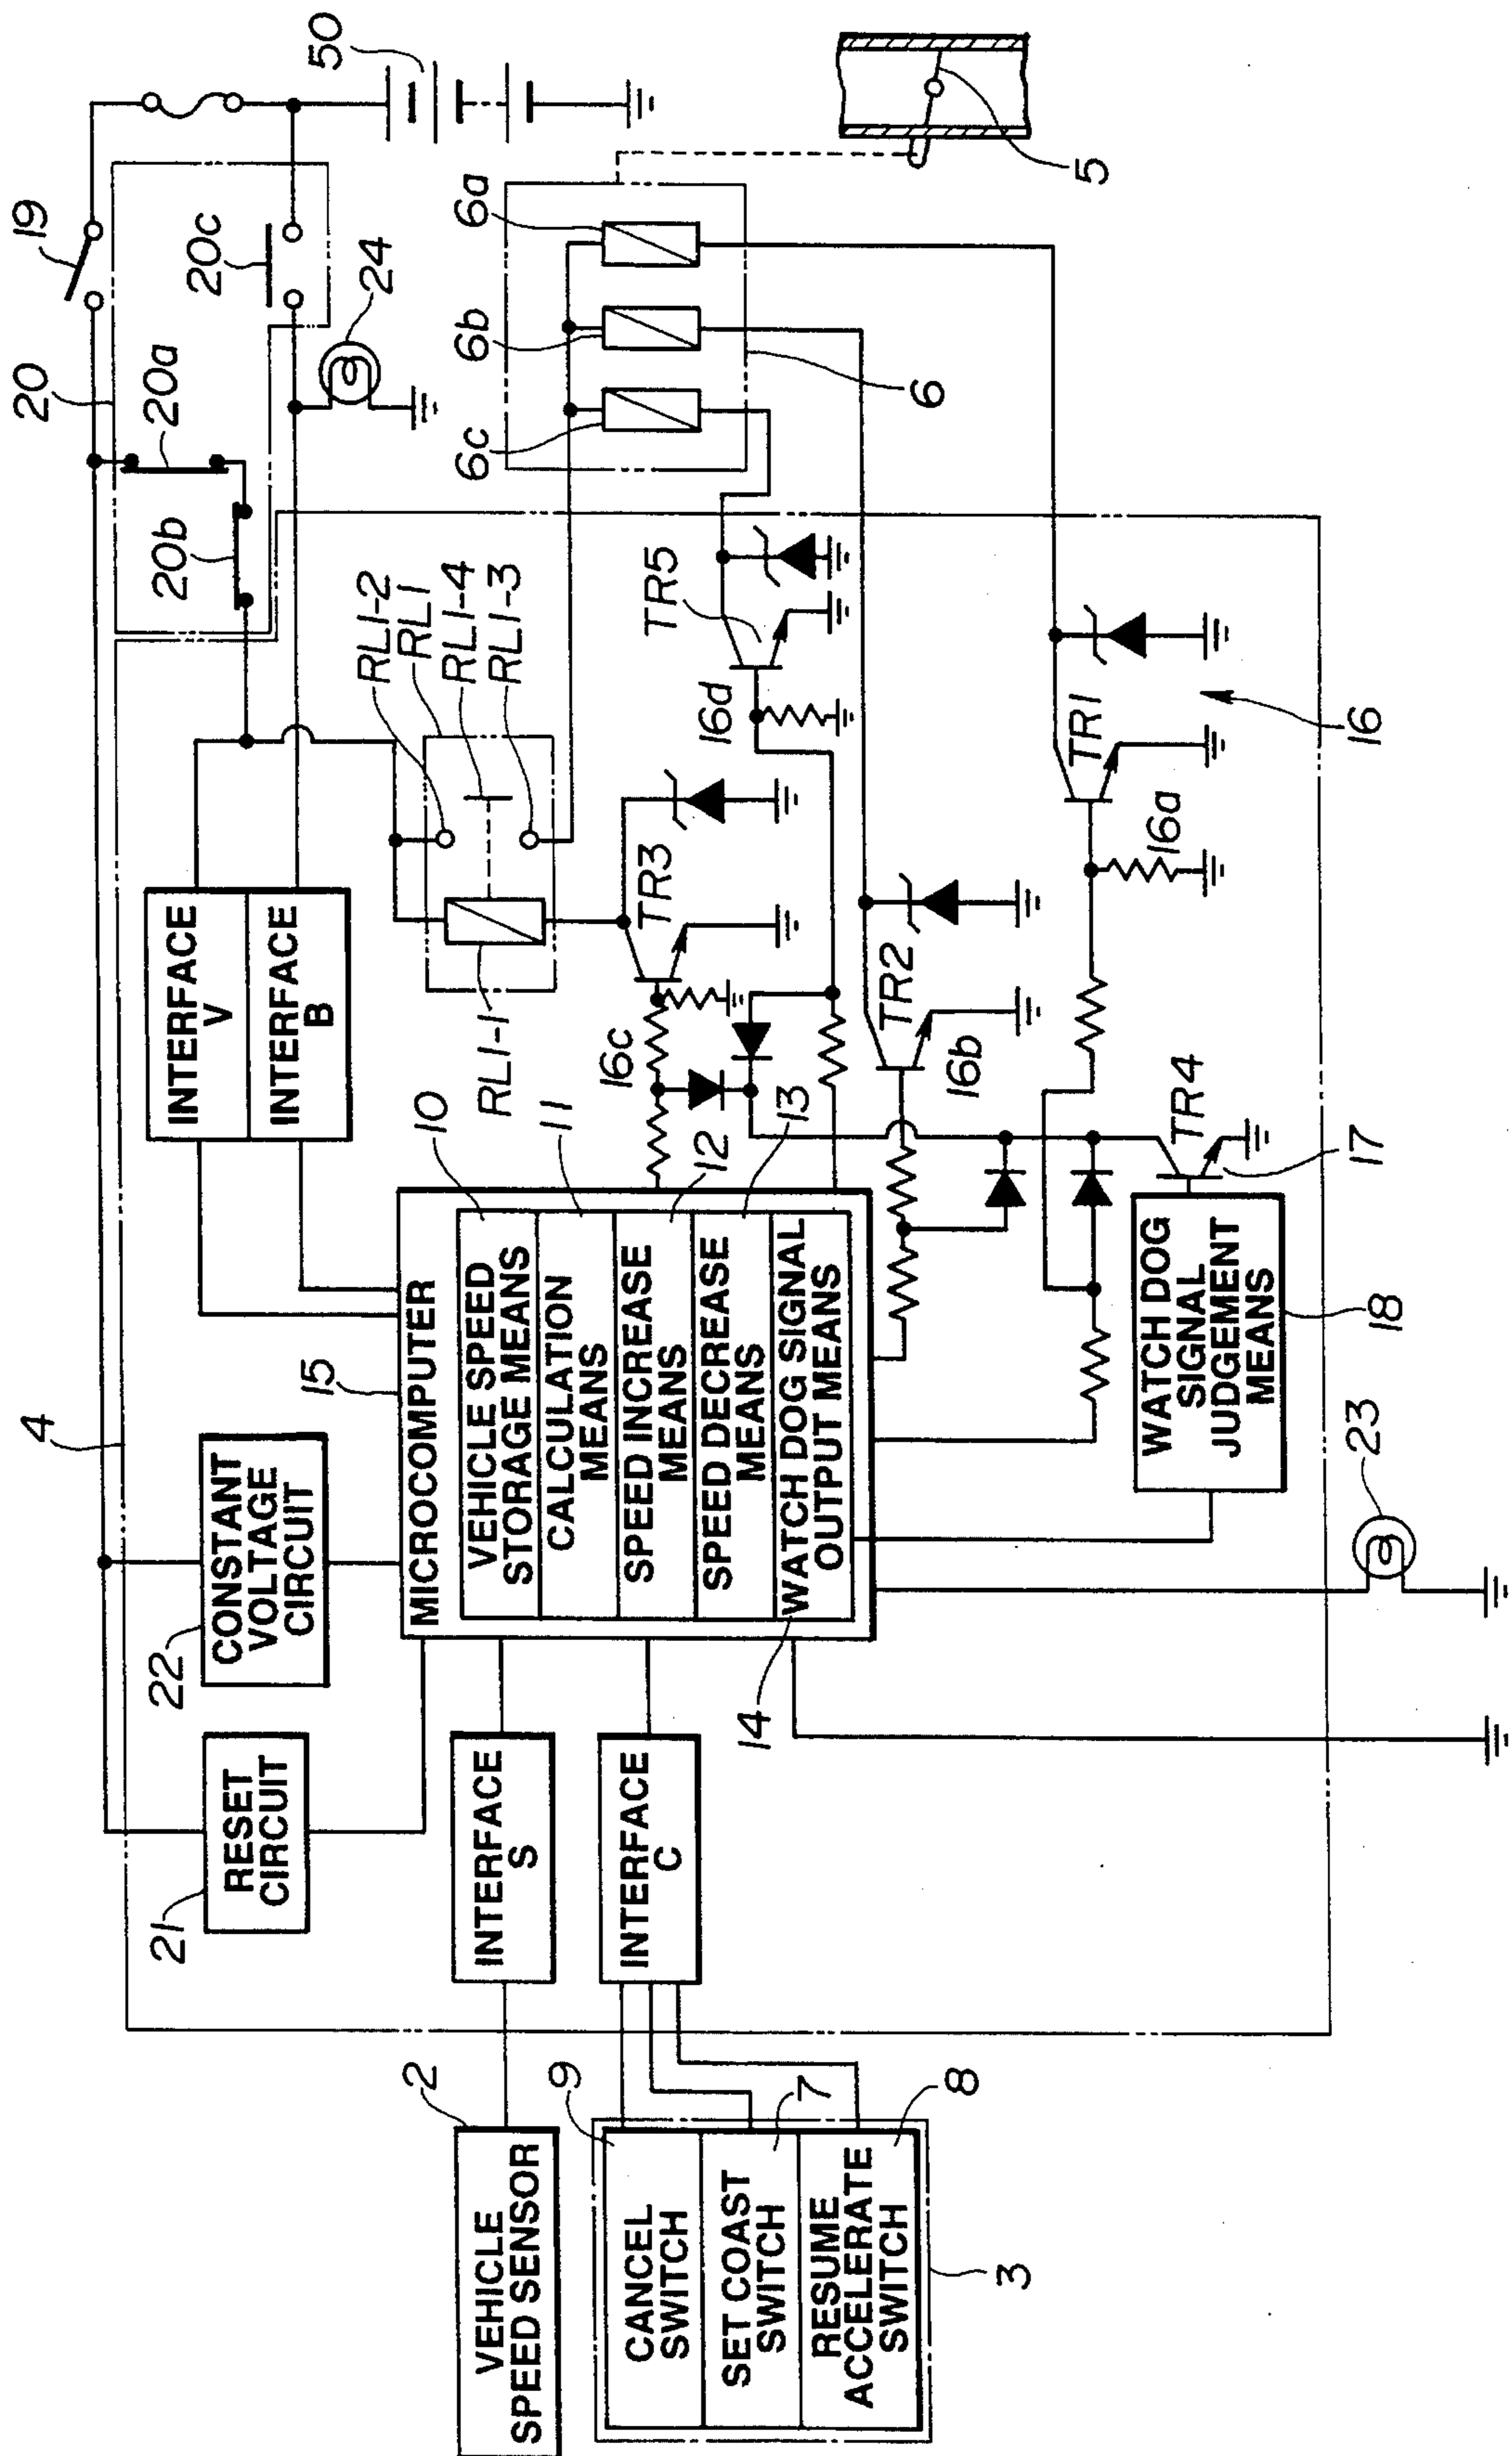 4
19
20
20a
20b
20c
24
50
21
RESET
CIRCUIT
22
CONSTANT
VOLTAGE
CIRCUIT
INTERFACE
V
INTERFACE
B
RL1-2
RL1
RL1-4
RL1-3
RL1-1
6c
6b
6a
6
5
2
VEHICLE
SPEED SENSOR
INTERFACE
S
INTERFACE
C
9
CANCEL
SWITCH
7
SET COAST
SWITCH
8
RESUME
ACCELERATE
SWITCH
3
15
MICROCOMPUTER
10
VEHICLE SPEED
STORAGE MEANS
11
CALCULATION
MEANS
12
SPEED INCREASE
MEANS
13
SPEED DECREASE
MEANS
14
WATCH DOG SIGNAL
OUTPUT MEANS
16c
TR3
16d
TR5
16b
TR2
16a
TR1
16
TR4
17
WATCH DOG
SIGNAL
JUDGEMENT
MEANS
18
23